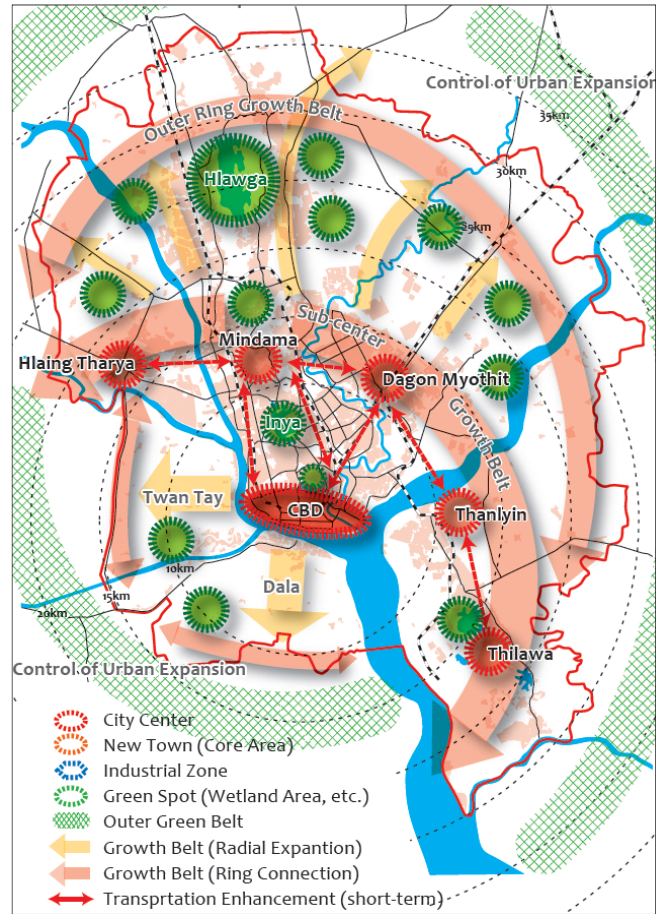 Control of Urban Expansion
35km
Outer Ring Growth Belt
30km
Hlawga
25km
Sub-center
Mindama
Hlaing Tharya
Dagon Myothit
Inya
Growth Belt
Twan Tay
CBD
Thanlyin
10km
Dala
15km
20km
Thilawa
Control of Urban Expansion
City Center
New Town (Core Area)
Industrial Zone
Green Spot (Wetland Area, etc.)
Outer Green Belt
Growth Belt (Radial Expantion)
Growth Belt (Ring Connection)
Transprtation Enhancement (short-term)